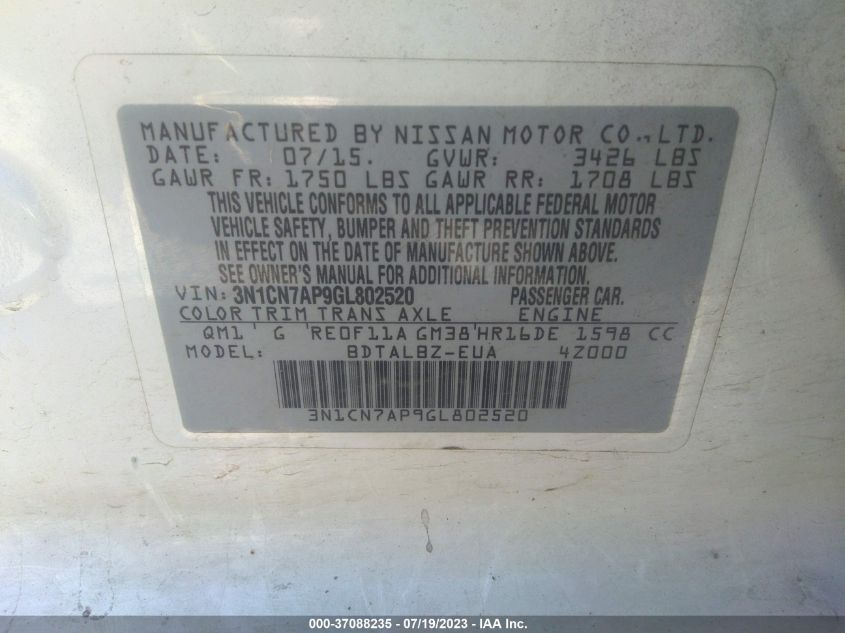 MANUFACTURED BY NISSAN MOTOR CO., LTD.
DATE: 07/15. GVWR: 3426 LBS
GAWR FR: 1750 LBS GAWR RR: 1708 LBS
THIS VEHICLE CONFORMS TO ALL APPLICABLE FEDERAL MOTOR
VEHICLE SAFETY, BUMPER AND THEFT PREVENTION STANDARDS
IN EFFECT ON THE DATE OF MANUFACTURE SHOWN ABOVE.
SEE OWNER'S MANUAL FOR ADDITIONAL INFORMATION.
VIN: 3N1CN7AP9GL802520 PASSENGER CAR.
COLOR TRIM TRANS AXLE ENGINE
QM1 ' G 'RE0F11A GM38'HR16DE 1598 CC
MODEL: BDTALBZ-EUA 4Z000
3N1CN7AP9GL802520
000-37088235 - 07/19/2023 - IAA Inc.